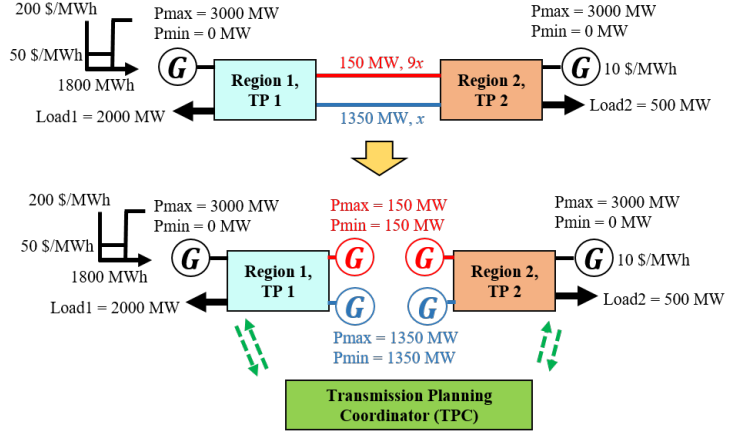 200 $/MWh
Pmax = 3000 MW
Pmin = 0 MW
50 $/MWh
1800 MWh
G
Load1 = 2000 MW
Region 1,
TP 1
150 MW, 9x
1350 MW, x
Region 2,
TP 2
Pmax = 3000 MW
Pmin = 0 MW
G
10 $/MWh
Load2 = 500 MW
200 $/MWh
Pmax = 3000 MW
Pmin = 0 MW
50 $/MWh
1800 MWh
G
Load1 = 2000 MW
Region 1,
TP 1
Pmax = 150 MW
Pmin = 150 MW
G
G
G
G
Pmax = 1350 MW
Pmin = 1350 MW
Region 2,
TP 2
Pmax = 3000 MW
Pmin = 0 MW
G
10 $/MWh
Load2 = 500 MW
Transmission Planning
Coordinator (TPC)